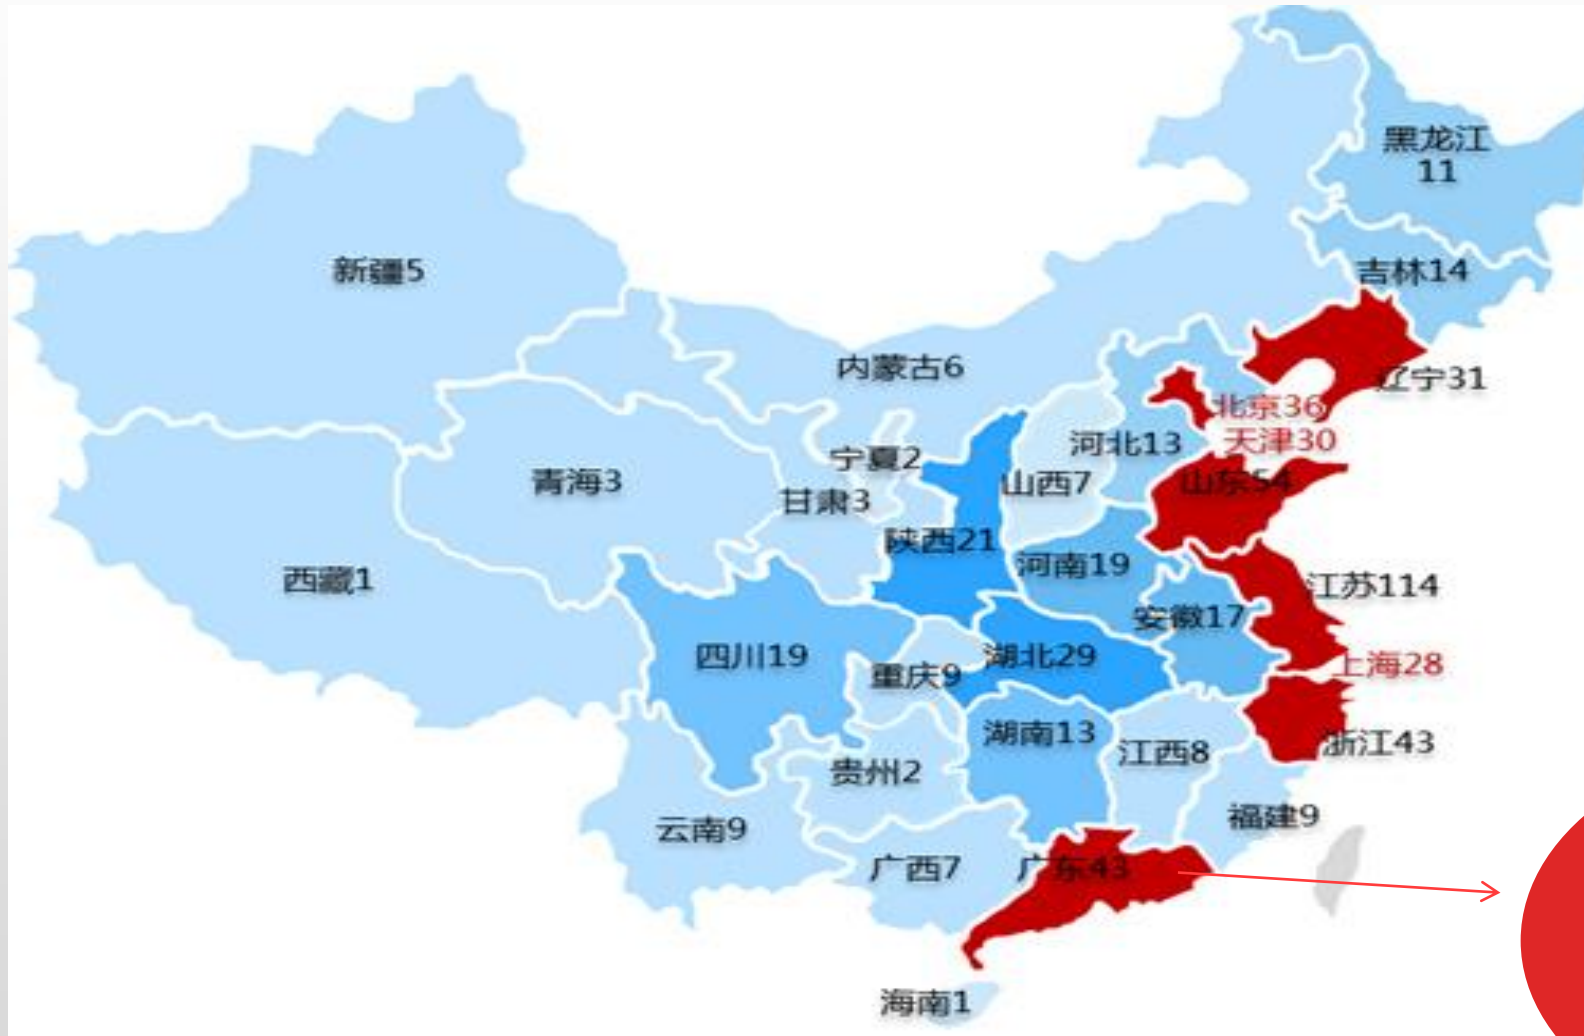 黑龙江
11
新疆5
吉林14
内蒙古6
辽宁31
北京36
天津30
河北13
宁夏2
山西7
山东54
青海3
甘肃3
陕西21
河南19
西藏1
江苏114
安徽17
四川19
湖北29
上海28
重庆9
湖南13
浙江43
江西8
贵州2
福建9
云南9
广西7
广东43
海南1